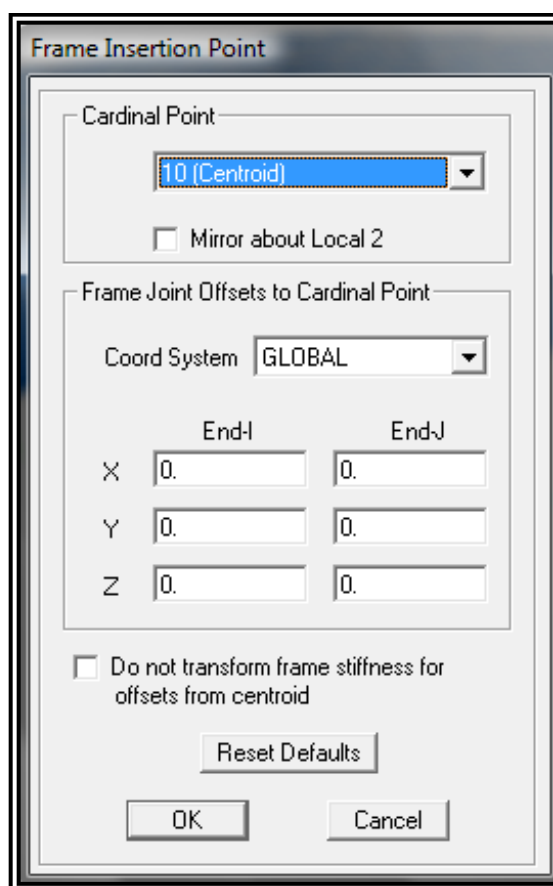 Frame Insertion Point
Cardinal Point
10 (Centroid)
Mirror about Local 2
Frame Joint Offsets to Cardinal Point
Coord System GLOBAL
End-I End-J
X 0. 0.
Y 0. 0.
Z 0. 0.
Do not transform frame stiffness for
offsets from centroid
Reset Defaults
OK Cancel